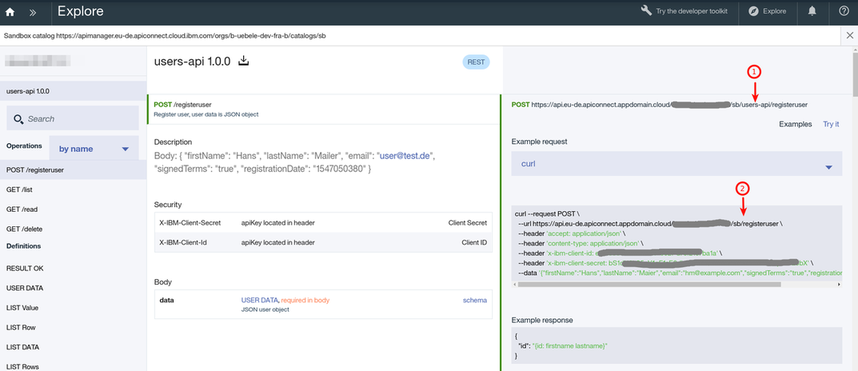 Explore
Try the developer toolkit
Explore
Sandbox catalog https://apimanager.eu-de.apiconnect.cloud.ibm.com/orgs/b-uebele-dev-fra-b/catalogs/sb
users-api 1.0.0
Search
Operations
by name
POST /registeruser
GET /list
GET /read
GET /delete
Definitions
RESULT OK
USER DATA
LIST Value
LIST Row
LIST DATA
LIST Rows
users-api 1.0.0
REST
POST /registeruser
Register user, user data is JSON object
Description
Body: { "firstName": "Hans", "lastName": "Mailer", "email": "user@test.de",
"signedTerms": "true", "registrationDate": "1547050380" }
Security
X-IBM-Client-Secret apiKey located in header Client Secret
X-IBM-Client-Id apiKey located in header Client ID
Body
data USER DATA, required in body schema
JSON user object
1
POST https://api.eu-de.apiconnect.appdomain.cloud/ /sb/users-api/registeruser
Examples Try it
Example request
curl
2
curl --request POST \
--url https://api.eu-de.apiconnect.appdomain.cloud/ /sb/registeruser \
--header 'accept: application/json' \
--header 'content-type: application/json' \
--header 'x-ibm-client-id: \
--header 'x-ibm-client-secret: bX' \
--data '{"firstName":"Hans","lastName":"Maier","email":"hm@example.com","signedTerms":"true","registration
Example response
{
"id": "{id: firstname lastname}"
}